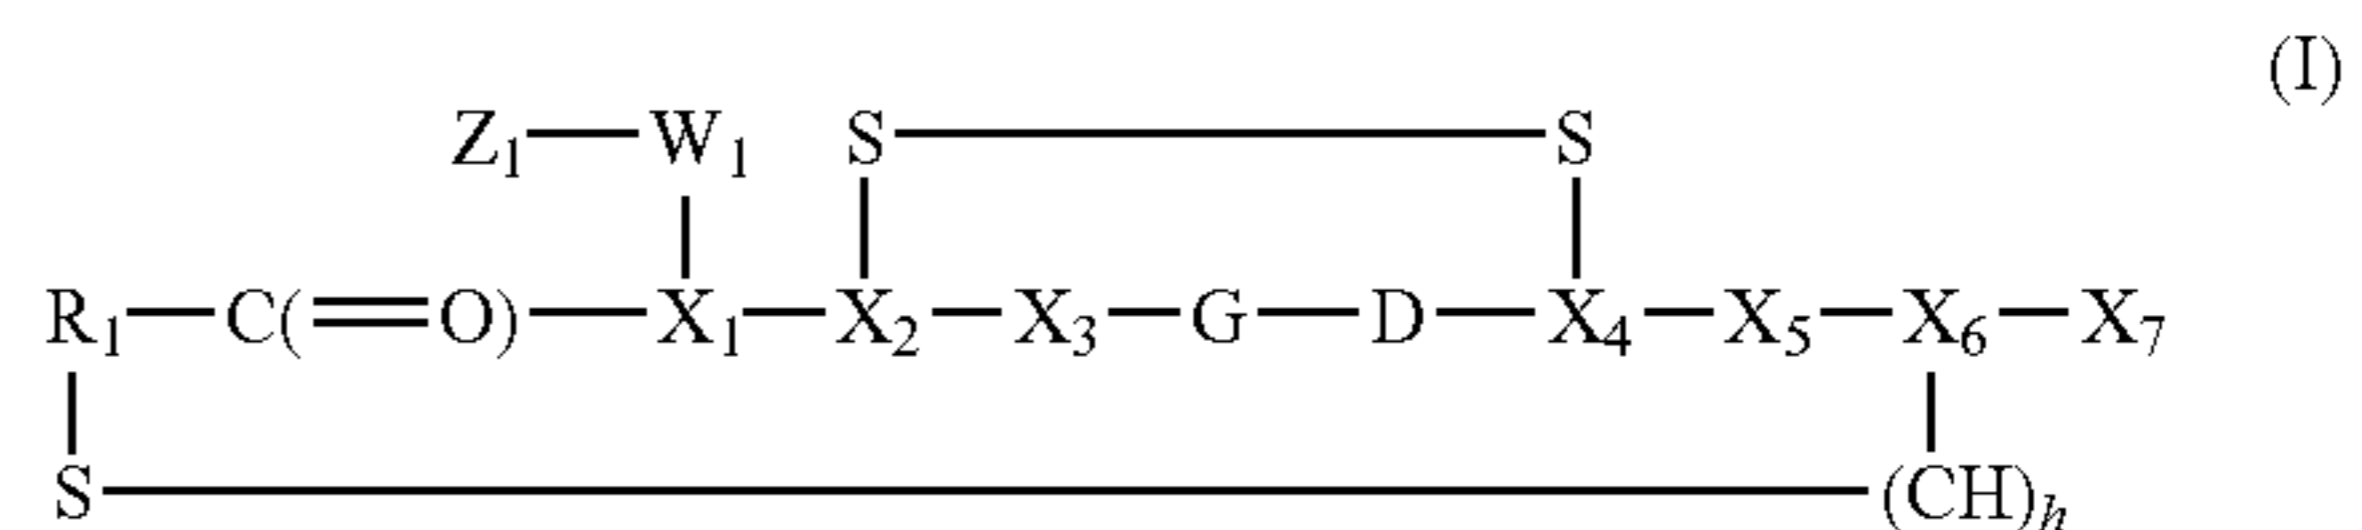 (I)
Z₁—W₁ S—S
R₁—C(=O)—X₁—X₂—X₃—G—D—X₄—X₅—X₆—X₇
S—(CH)ₕ